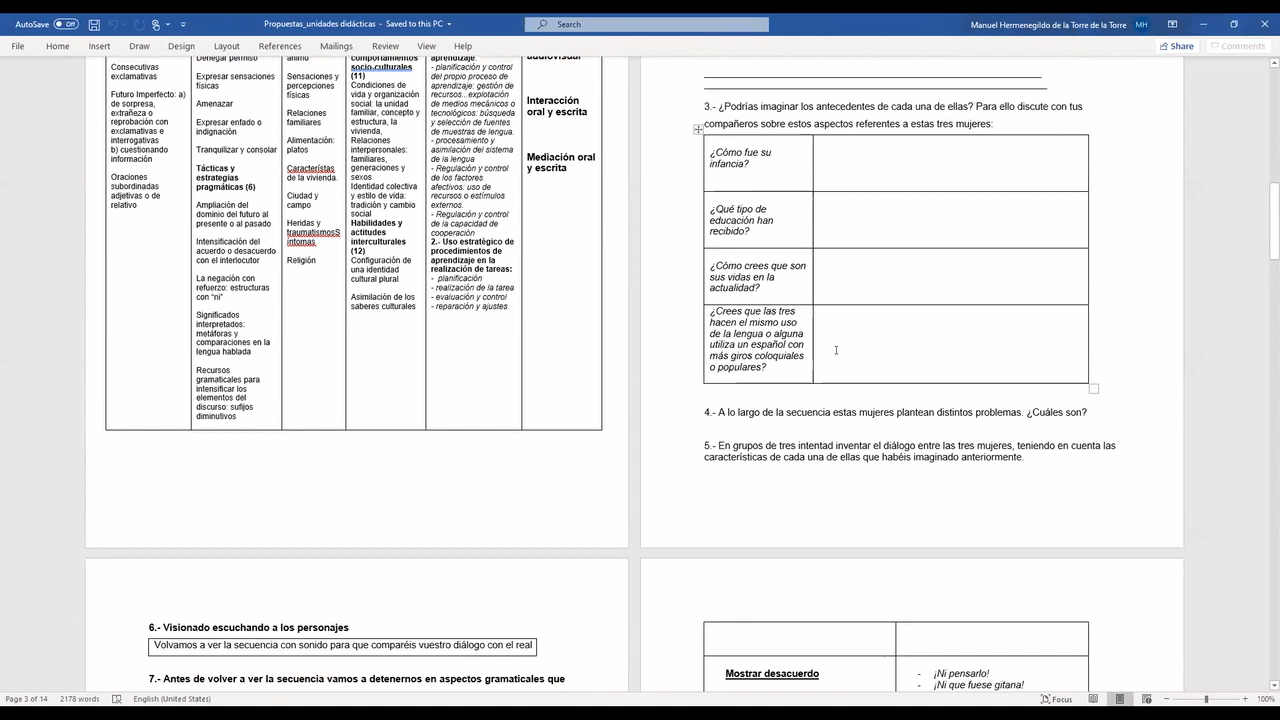 AutoSave Off
Propuestas_unidades didácticas - Saved to this PC
Search
Manuel Hermenegildo de la Torre de la Torre MH
File Home Insert Draw Design Layout References Mailings Review View Help
Share Comments
Consecutivas
exclamativas
Futuro Imperfecto: a)
de sorpresa,
extrañeza o
reprobación con
exclamativas e
interrogativas
b) cuestionando
información
Oraciones
subordinadas
adjetivas o de
relativo
Denegar permiso
Expresar sensaciones
físicas
Amenazar
Expresar enfado o
indignación
Tranquilizar y consolar
Tácticas y
estrategias
pragmáticas (6)
Ampliación del
dominio del futuro al
presente o al pasado
Intensificación del
acuerdo o desacuerdo
con el interlocutor
La negación con
refuerzo: estructuras
con “ni”
Significados
interpretados:
metáforas y
comparaciones en la
lengua hablada
Recursos
gramaticales para
intensificar los
elementos del
discurso: sufijos
diminutivos
ánimo
Sensaciones y
percepciones
físicas
Relaciones
familiares
Alimentación:
platos
Característas
de la vivienda.
Ciudad y
campo
Heridas y
traumatismosS
íntomas
Religión
comportamientos
socio-culturales
(11)
Condiciones de
vida y organización
social: la unidad
familiar, concepto y
estructura, la
vivienda,
Relaciones
interpersonales:
familiares,
generaciones y
sexos
Identidad colectiva
y estilo de vida:
tradición y cambio
social
Habilidades y
actitudes
interculturales
(12)
Configuración de
una identidad
cultural plural
Asimilación de los
saberes culturales
aprendizaje:
- planificación y control
del propio proceso de
aprendizaje: gestión de
recursos...explotación
de medios mecánicos o
tecnológicos: búsqueda
y selección de fuentes
de muestras de lengua.
- procesamiento y
asimilación del sistema
de la lengua
- Regulación y control
de los factores
afectivos: uso de
recursos o estímulos
externos.
- Regulación y control
de la capacidad de
cooperación
2.- Uso estratégico de
procedimientos de
aprendizaje en la
realización de tareas:
- planificación
- realización de la tarea
- evaluación y control
- reparación y ajustes
audiovisual
Interacción
oral y escrita
Mediación oral
y escrita
3.- ¿Podrías imaginar los antecedentes de cada una de ellas? Para ello discute con tus
compañeros sobre estos aspectos referentes a estas tres mujeres:
¿Cómo fue su
infancia?
¿Qué tipo de
educación han
recibido?
¿Cómo crees que son
sus vidas en la
actualidad?
¿Crees que las tres
hacen el mismo uso
de la lengua o alguna
utiliza un español con
más giros coloquiales
o populares?
4.- A lo largo de la secuencia estas mujeres plantean distintos problemas. ¿Cuáles son?
5.- En grupos de tres intentad inventar el diálogo entre las tres mujeres, teniendo en cuenta las
características de cada una de ellas que habéis imaginado anteriormente.
6.- Visionado escuchando a los personajes
Volvamos a ver la secuencia con sonido para que comparéis vuestro diálogo con el real
7.- Antes de volver a ver la secuencia vamos a detenernos en aspectos gramaticales que
Mostrar desacuerdo
- ¡Ni pensarlo!
- ¡Ni que fuese gitana!
Page 3 of 14 2178 words English (United States) Focus 100%